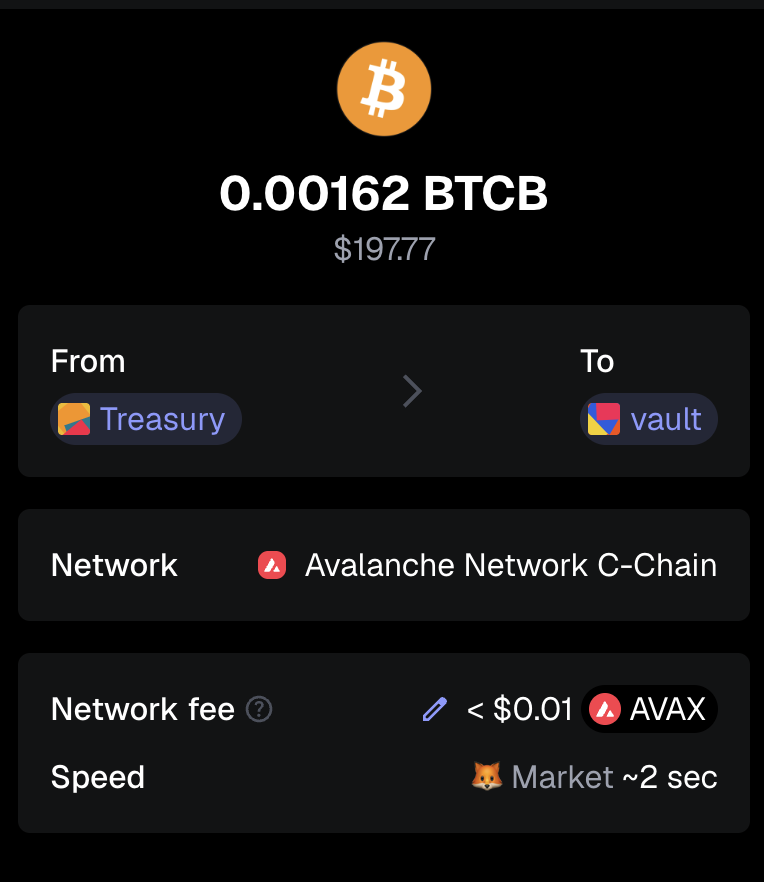 0.00162 BTCB
$197.77
From
To
Treasury
vault
Network
Avalanche Network C-Chain
Network fee ?
< $0.01 AVAX
Speed
Market ~2 sec